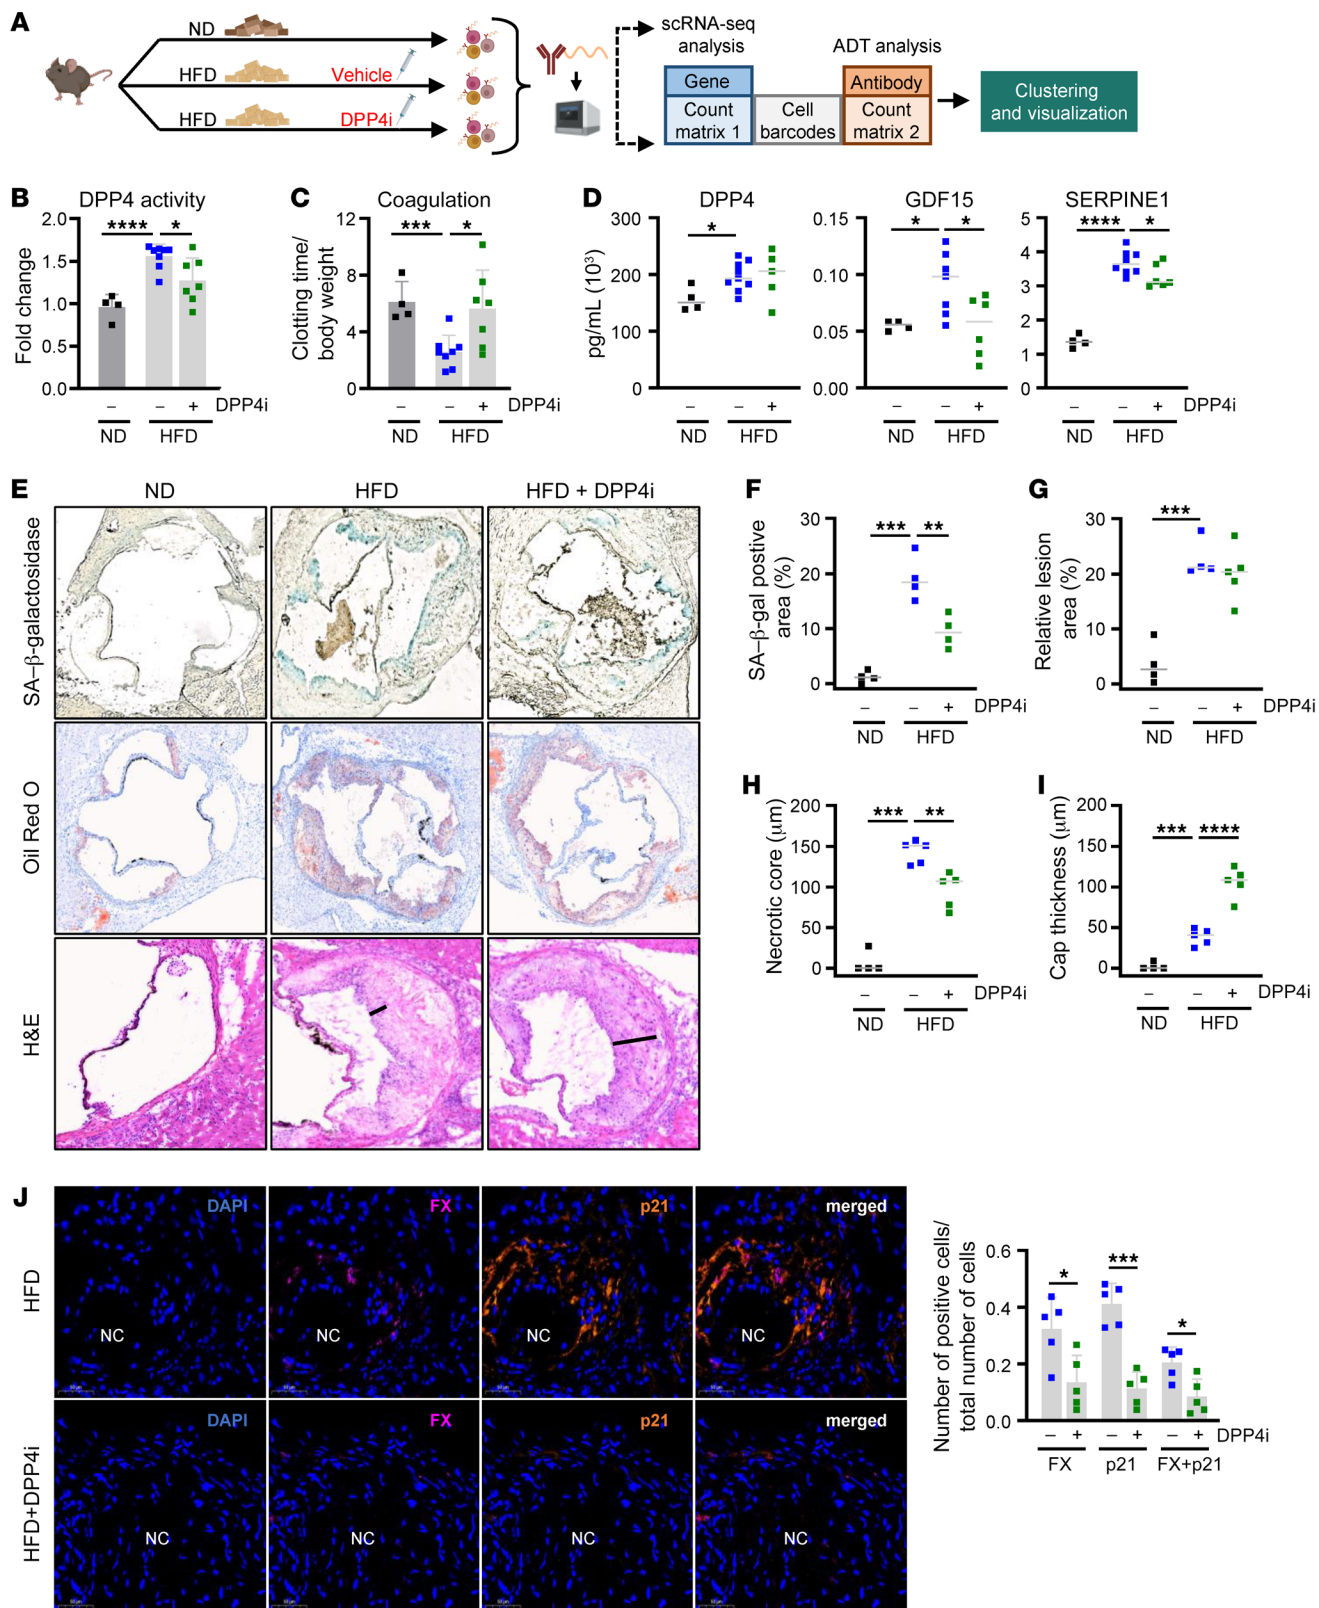 A
ND
HFD
Vehicle
HFD
DPP4i
scRNA-seq
analysis
ADT analysis
Gene
Count
matrix 1
Cell
barcodes
Antibody
Count
matrix 2
Clustering
and visualization
B
DPP4 activity
Fold change
2.0
1.5
1.0
0.5
0.0
****
*
– – + DPP4i
ND HFD
C
Coagulation
Clotting time/
body weight
12
8
4
0
***
*
– – + DPP4i
ND HFD
D
DPP4
pg/mL (10³)
300
200
100
0
*
– – +
ND HFD
GDF15
0.15
0.10
0.05
0.00
*
*
– – +
ND HFD
SERPINE1
5
4
3
2
1
0
****
*
– – + DPP4i
ND HFD
E
ND
HFD
HFD + DPP4i
SA–β-galactosidase
Oil Red O
H&E
F
SA–β-gal postive
area (%)
30
20
10
0
***
**
– – + DPP4i
ND HFD
G
Relative lesion
area (%)
30
20
10
0
***
– – + DPP4i
ND HFD
H
Necrotic core (μm)
200
150
100
50
0
***
**
– – + DPP4i
ND HFD
I
Cap thickness (μm)
200
150
100
50
0
***
****
– – + DPP4i
ND HFD
J
HFD
DAPI
FX
p21
merged
NC
NC
NC
NC
HFD+DPP4i
DAPI
FX
p21
merged
NC
NC
NC
NC
Number of positive cells/
total number of cells
0.6
0.4
0.2
0.0
*
***
*
– + – + – + DPP4i
FX p21 FX+p21